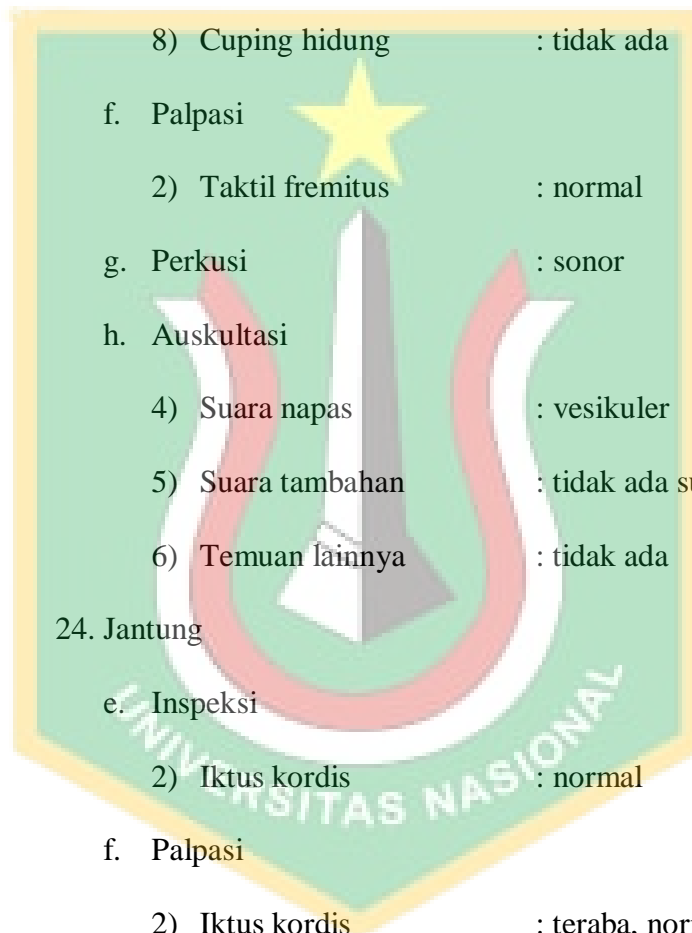 8) Cuping hidung : tidak ada
f. Palpasi
2) Taktil fremitus : normal
g. Perkusi : sonor
h. Auskultasi
4) Suara napas : vesikuler
5) Suara tambahan : tidak ada
6) Temuan lainnya : tidak ada
24. Jantung
e. Inspeksi
2) Iktus kordis : normal
f. Palpasi
2) Iktus kordis : teraba,
UNIVERSITAS NASIONAL